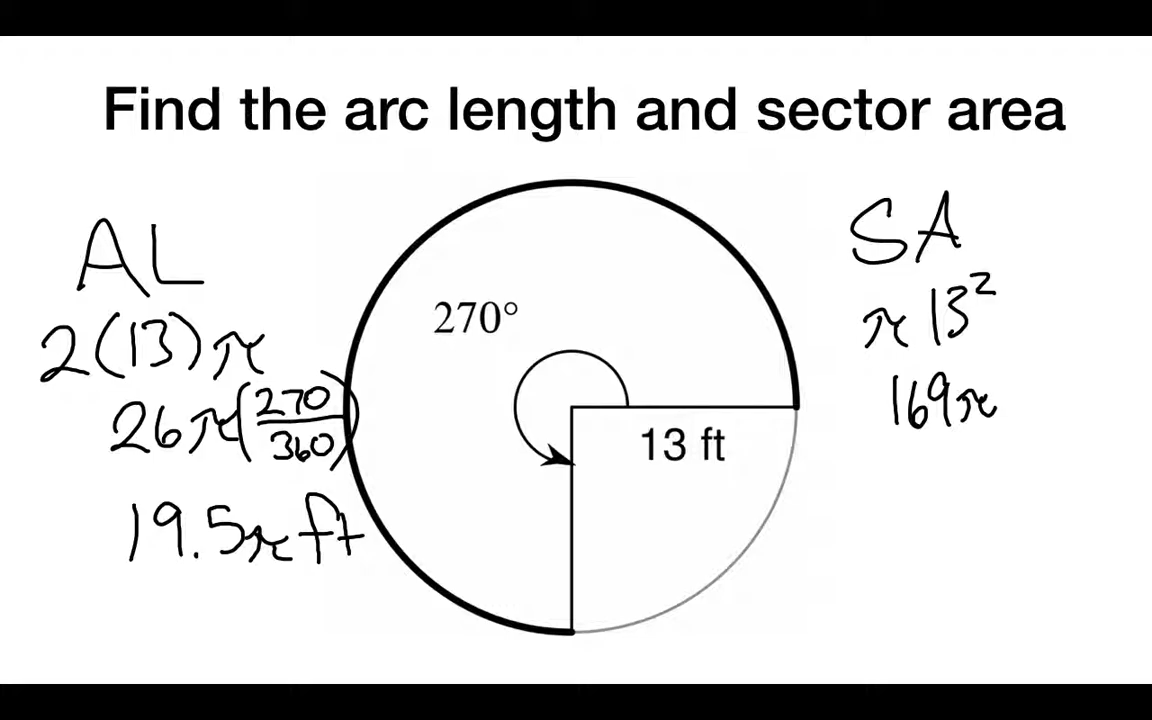 Find the arc length and sector area
AL
2(13)π
26π(270/360)
19.5π ft
270°
13 ft
SA
π13²
169π